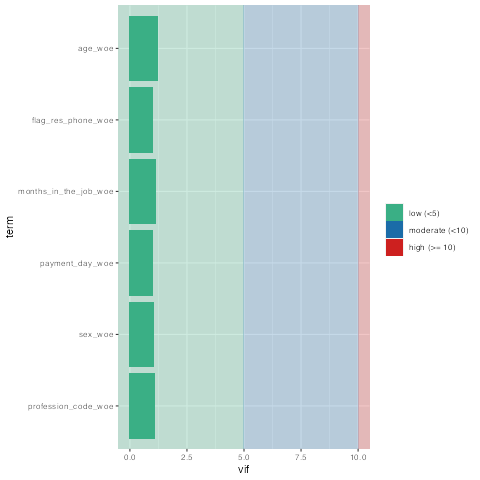 age_woe
flag_res_phone_woe
months_in_the_job_woe
payment_day_woe
sex_woe
profession_code_woe
term
0.0 2.5 5.0 7.5 10.0
vif
low (<5)
moderate (<10)
high (>= 10)